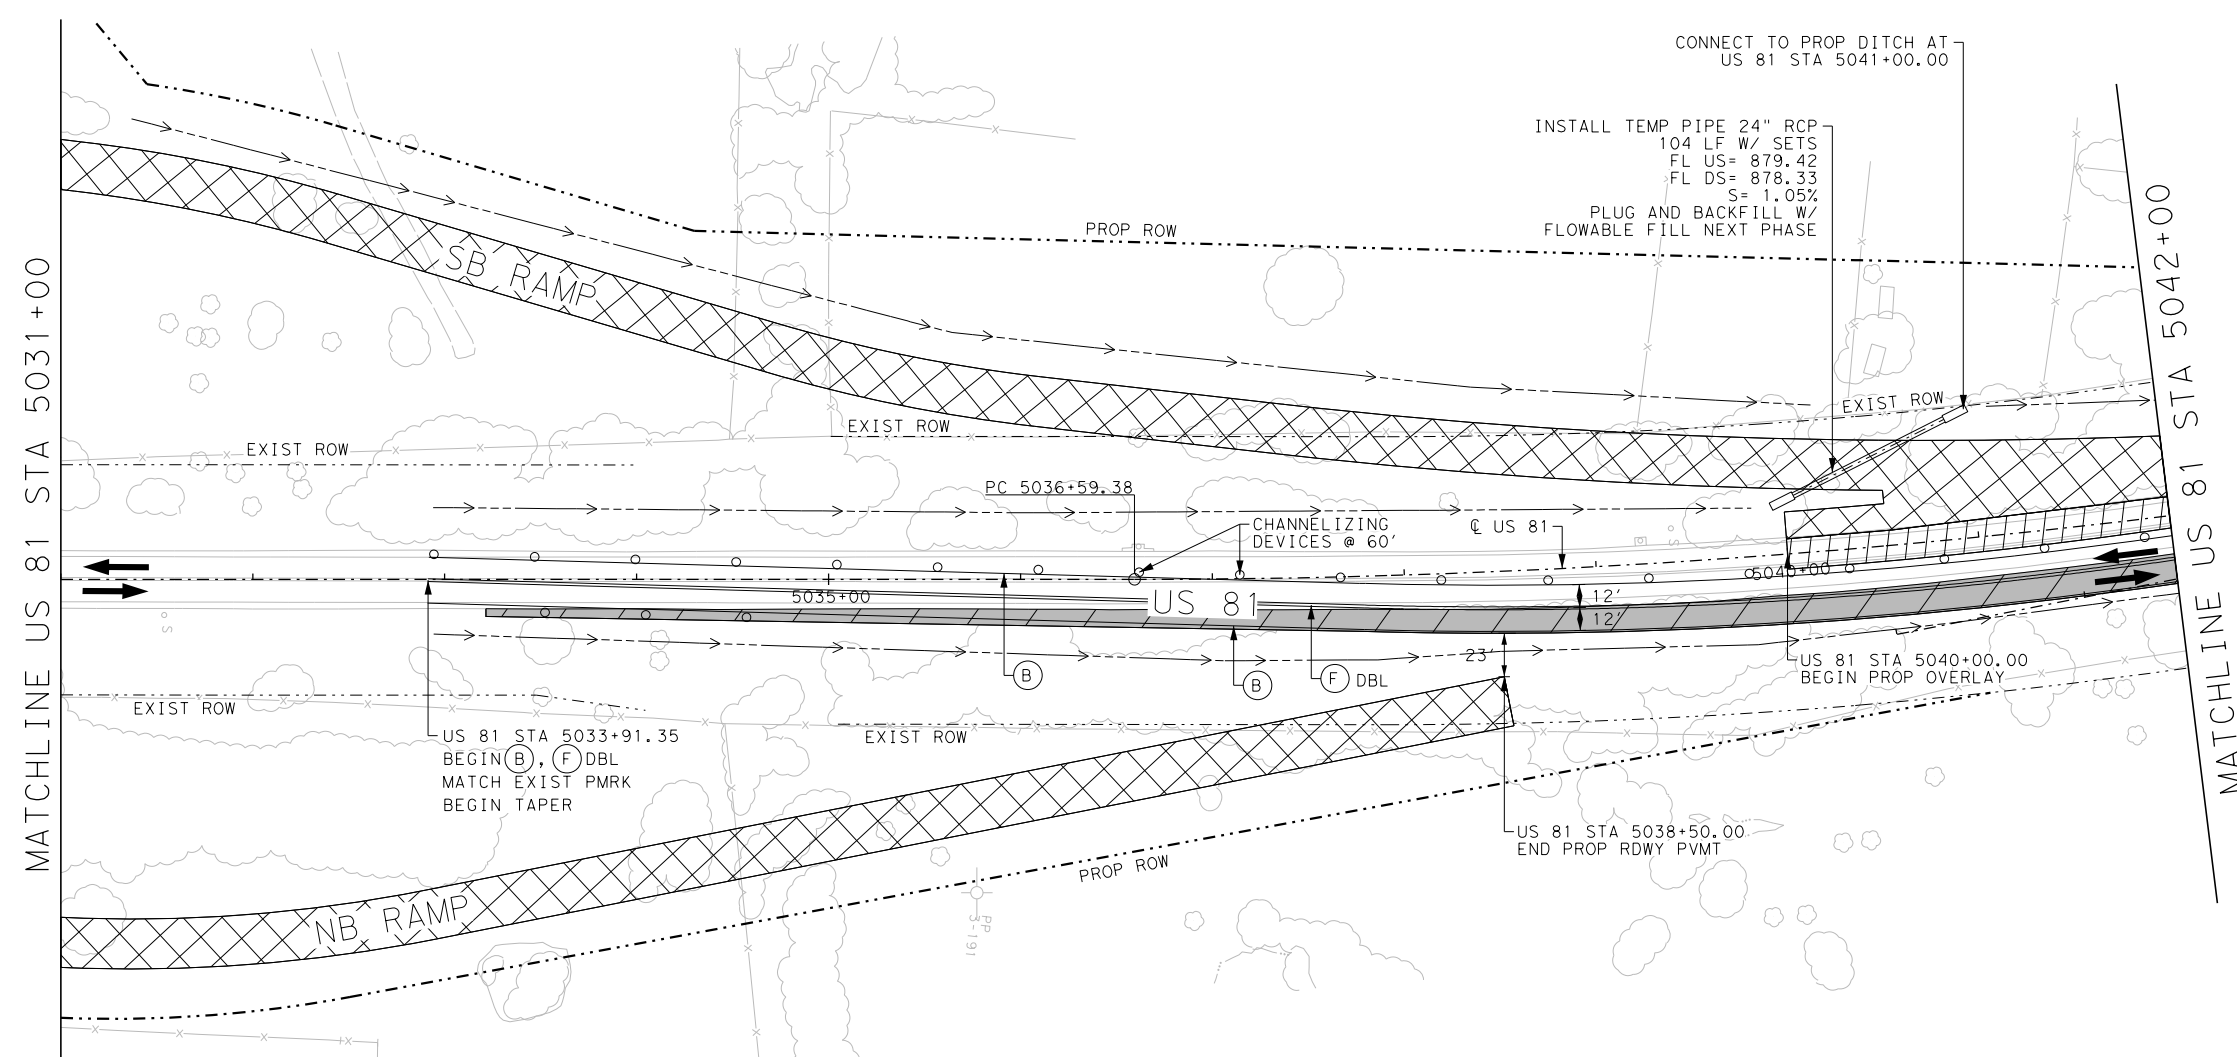 CONNECT TO PROP DITCH AT
US 81 STA 5041+00.00
INSTALL TEMP PIPE 24" RCP
104 LF W/ SETS
FL US= 879.42
FL DS= 878.33
S= 1.05%
PLUG AND BACKFILL W/
FLOWABLE FILL NEXT PHASE
PROP ROW
SB RAMP
MATCHLINE US 81 STA 5031+00
MATCHLINE US 81 STA 5042+00
EXIST ROW
EXIST ROW
EXIST ROW
PC 5036+59.38
CHANNELIZING
DEVICES @ 60'
℄ US 81
5035+00
US 81
5040+00
12'
12'
23'
B
B
F DBL
S
S
US 81 STA 5040+00.00
BEGIN PROP OVERLAY
EXIST ROW
EXIST ROW
US 81 STA 5033+91.35
BEGIN B, F DBL
MATCH EXIST PMRK
BEGIN TAPER
US 81 STA 5038+50.00
END PROP RDWY PVMT
PROP ROW
NB RAMP
PP
3-191